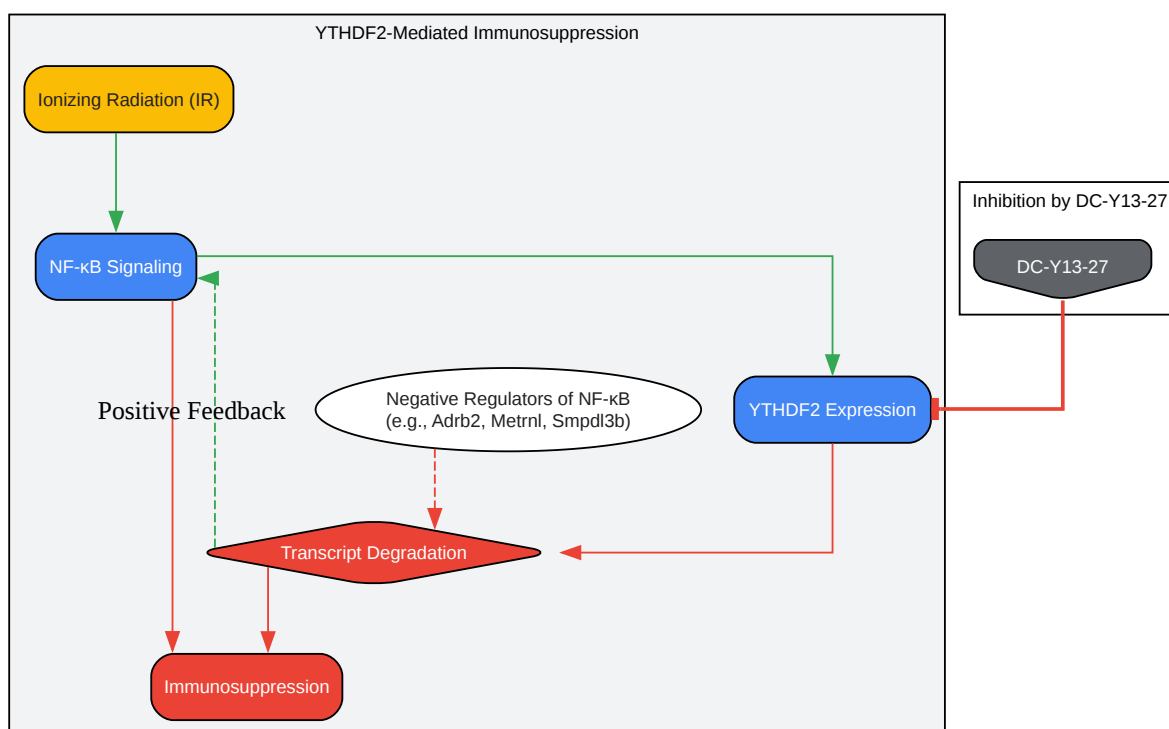 YTHDF2-Mediated Immunosuppression
Ionizing Radiation (IR)
Inhibition by DC-Y13-27
NF-κB Signaling
DC-Y13-27
Positive Feedback
Negative Regulators of NF-κB
(e.g., Adrb2, Metrnl, Smpdl3b)
YTHDF2 Expression
Transcript Degradation
Immunosuppression